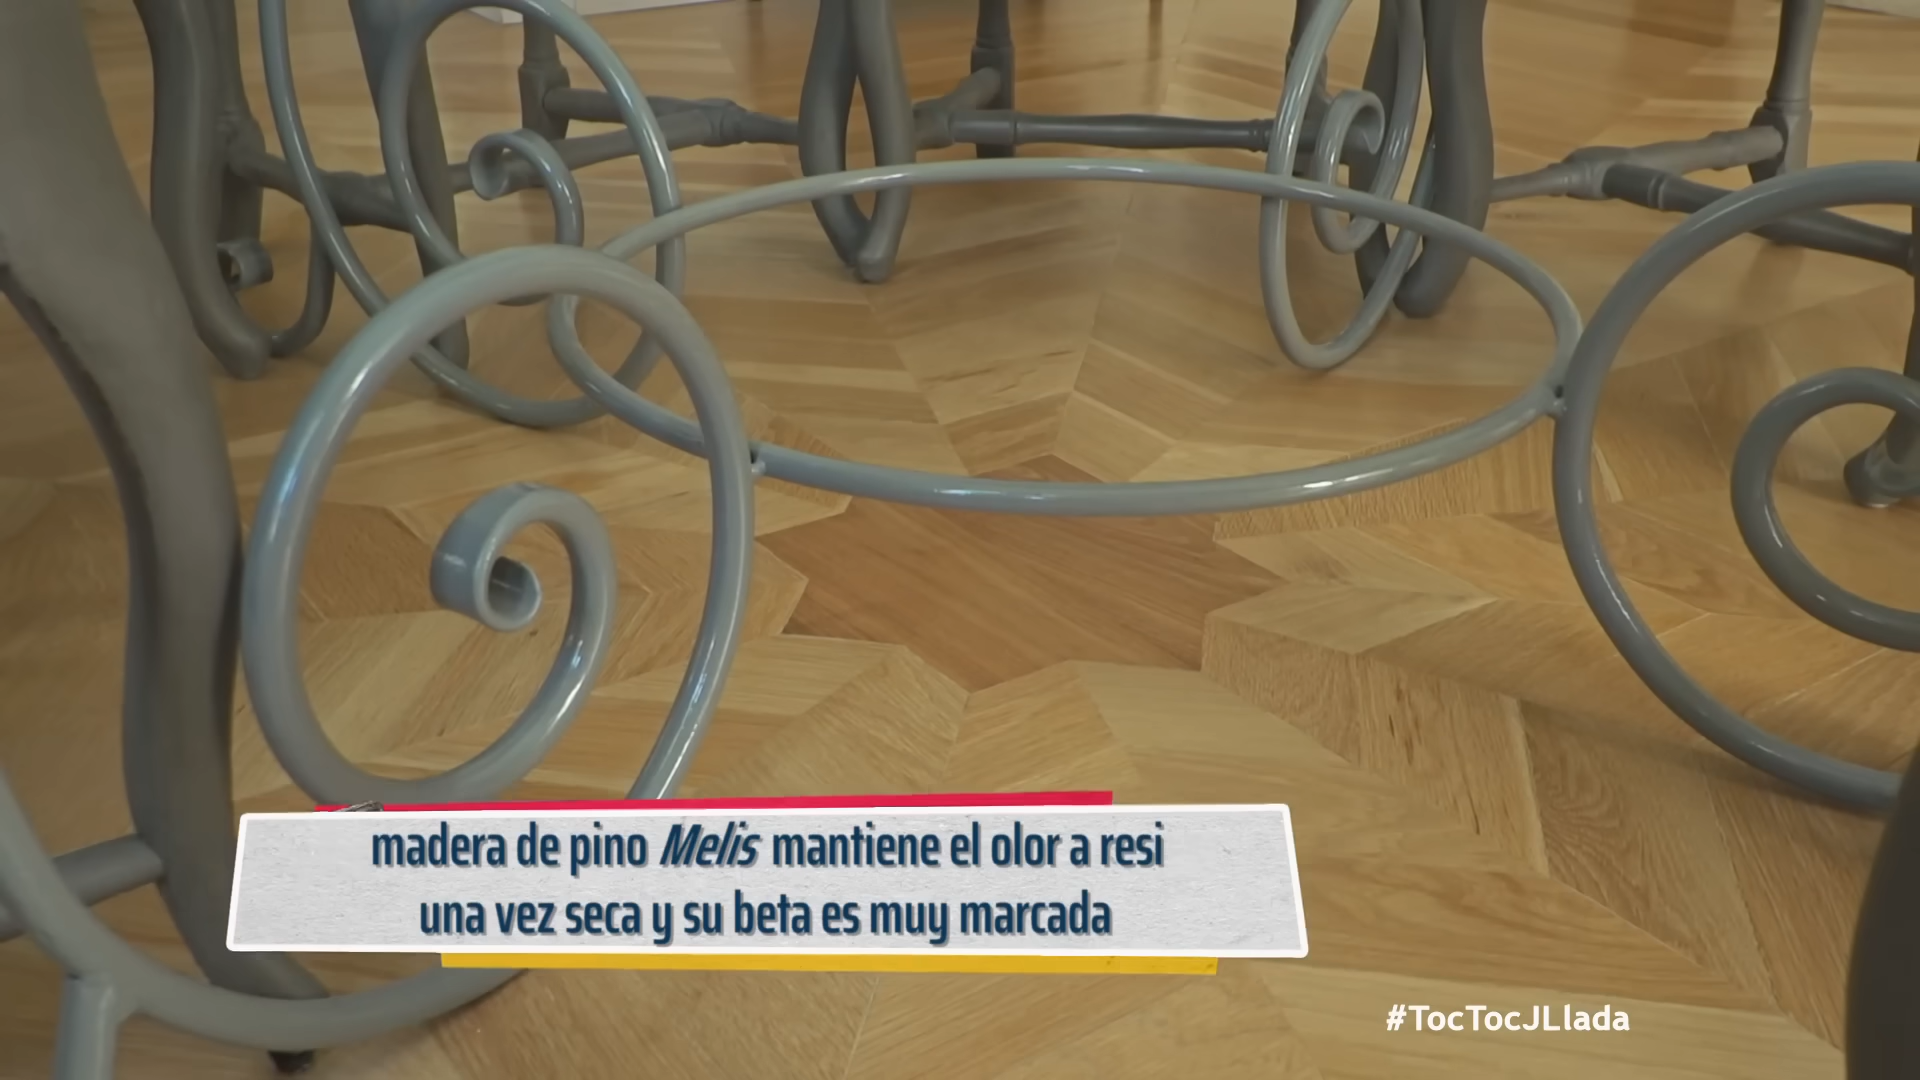 madera de pino Melis mantiene el olor a resi
una vez seca y su beta es muy marcada
#TocTocJLlada